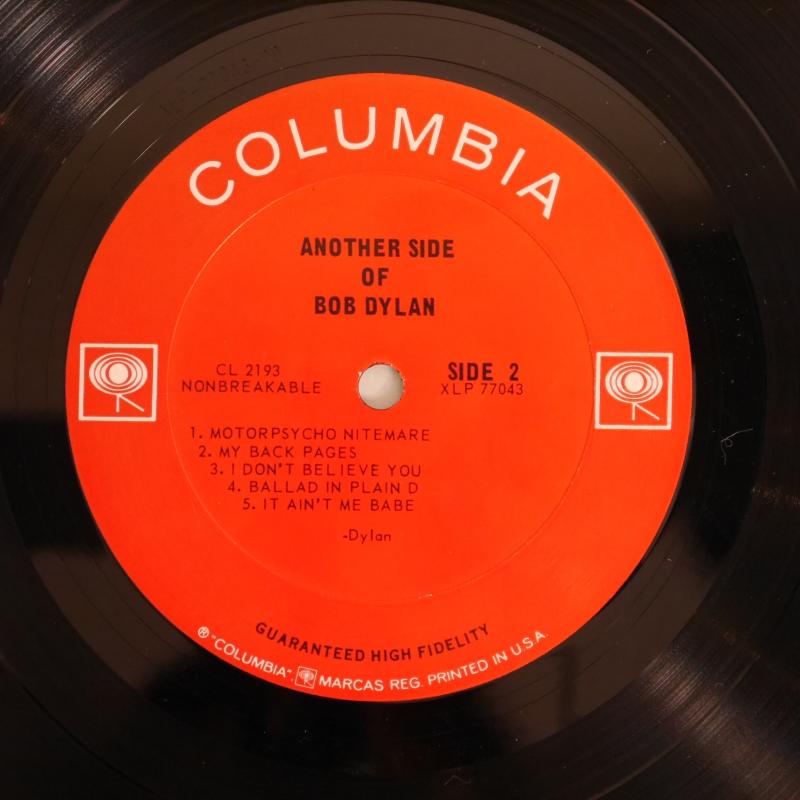 COLUMBIA
ANOTHER SIDE
OF
BOB DYLAN
CL 2193
NONBREAKABLE
SIDE 2
XLP 77043
1. MOTORPSYCHO NITEMARE
2. MY BACK PAGES
3. I DON'T BELIEVE YOU
4. BALLAD IN PLAIN D
5. IT AIN'T ME BABE
-Dylan
GUARANTEED HIGH FIDELITY
® "COLUMBIA", MARCAS REG. PRINTED IN U.S.A.